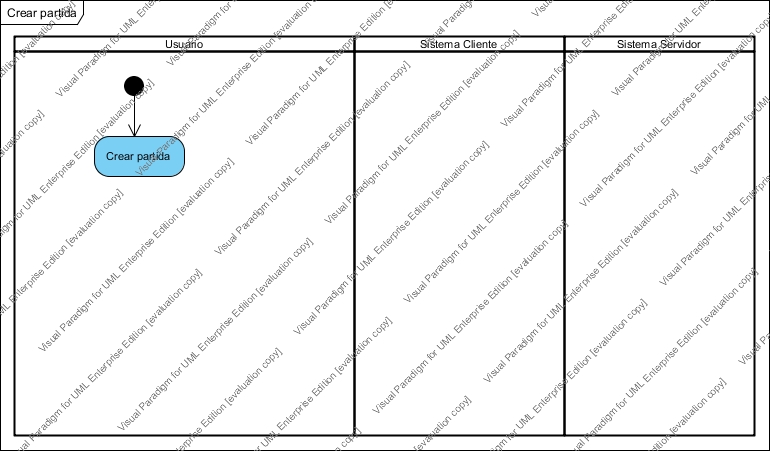 Crear partida
Usuario
Sistema Cliente
Sistema Servidor
Crear partida
Visual Paradigm for UML Enterprise Edition [evaluation copy]